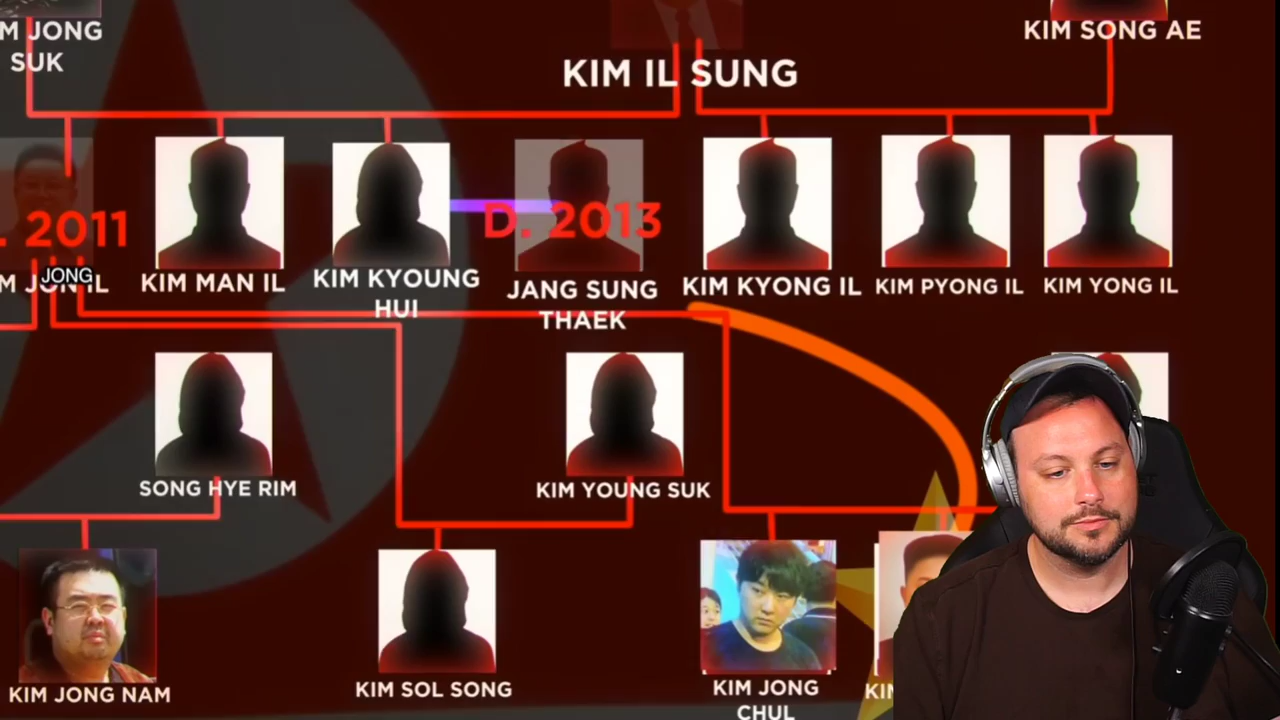 M JONG
SUK
KIM IL SUNG
KIM SONG AE
. 2011
D. 2013
JONG
KIM MAN IL
KIM KYOUNG
HUI
JANG SUNG
THAEK
KIM KYONG IL
KIM PYONG IL
KIM YONG IL
SONG HYE RIM
KIM YOUNG SUK
KIM JONG NAM
KIM SOL SONG
KIM JONG
CHUL